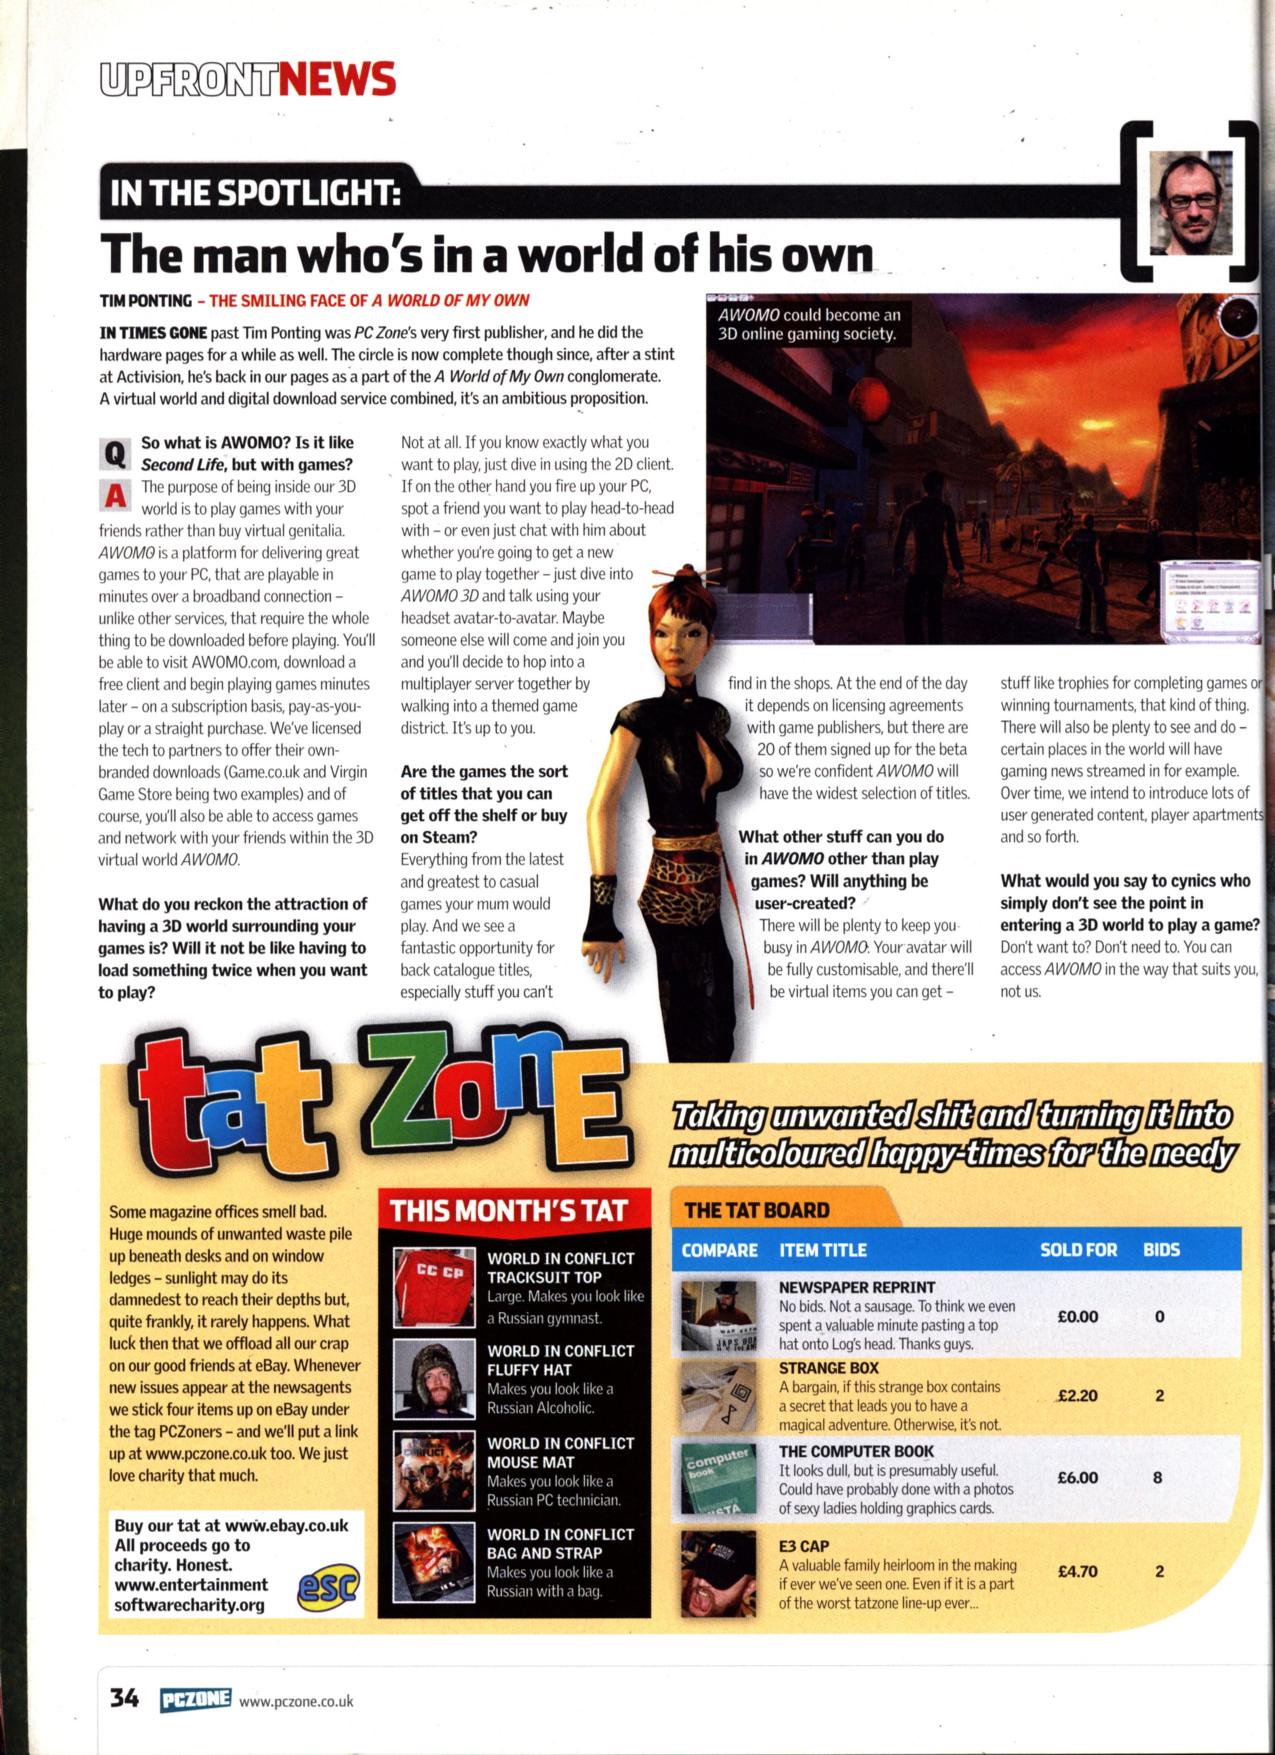 UPFRONTNEWS
IN THE SPOTLIGHT:
The man who's in a world of his own
TIM PONTING – THE SMILING FACE OF A WORLD OF MY OWN
IN TIMES GONE past Tim Ponting was PC Zone's very first publisher, and he did the
hardware pages for a while as well. The circle is now complete though since, after a stint
at Activision, he's back in our pages as a part of the A World of My Own conglomerate.
A virtual world and digital download service combined, it's an ambitious proposition.
AWOMO could become an
3D online gaming society.
Q So what is AWOMO? Is it like
Second Life, but with games?
A The purpose of being inside our 3D
world is to play games with your
friends rather than buy virtual genitalia.
AWOMO is a platform for delivering great
games to your PC, that are playable in
minutes over a broadband connection –
unlike other services, that require the whole
thing to be downloaded before playing. You'll
be able to visit AWOMO.com, download a
free client and begin playing games minutes
later – on a subscription basis, pay-as-you-
play or a straight purchase. We've licensed
the tech to partners to offer their own-
branded downloads (Game.co.uk and Virgin
Game Store being two examples) and of
course, you'll also be able to access games
and network with your friends within the 3D
virtual world AWOMO.
What do you reckon the attraction of
having a 3D world surrounding your
games is? Will it not be like having to
load something twice when you want
to play?
Not at all. If you know exactly what you
want to play, just dive in using the 2D client.
If on the other hand you fire up your PC,
spot a friend you want to play head-to-head
with – or even just chat with him about
whether you're going to get a new
game to play together – just dive into
AWOMO 3D and talk using your
headset avatar-to-avatar. Maybe
someone else will come and join you
and you'll decide to hop into a
multiplayer server together by
walking into a themed game
district. It's up to you.
Are the games the sort
of titles that you can
get off the shelf or buy
on Steam?
Everything from the latest
and greatest to casual
games your mum would
play. And we see a
fantastic opportunity for
back catalogue titles,
especially stuff you can't
find in the shops. At the end of the day
it depends on licensing agreements
with game publishers, but there are
20 of them signed up for the beta
so we're confident AWOMO will
have the widest selection of titles.
What other stuff can you do
in AWOMO other than play
games? Will anything be
user-created?
There will be plenty to keep you
busy in AWOMO. Your avatar will
be fully customisable, and there'll
be virtual items you can get –
stuff like trophies for completing games or
winning tournaments, that kind of thing.
There will also be plenty to see and do –
certain places in the world will have
gaming news streamed in for example.
Over time, we intend to introduce lots of
user generated content, player apartments
and so forth.
What would you say to cynics who
simply don't see the point in
entering a 3D world to play a game?
Don't want to? Don't need to. You can
access AWOMO in the way that suits you,
not us.
tat ZonE
Taking unwanted shit and turning it into
multicoloured happy-times for the needy
Some magazine offices smell bad.
Huge mounds of unwanted waste pile
up beneath desks and on window
ledges – sunlight may do its
damnedest to reach their depths but,
quite frankly, it rarely happens. What
luck then that we offload all our crap
on our good friends at eBay. Whenever
new issues appear at the newsagents
we stick four items up on eBay under
the tag PCZoners – and we'll put a link
up at www.pczone.co.uk too. We just
love charity that much.
Buy our tat at www.ebay.co.uk
All proceeds go to
charity. Honest.
www.entertainment
softwarecharity.org
esc
THIS MONTH'S TAT
CC CP
WORLD IN CONFLICT
TRACKSUIT TOP
Large. Makes you look like
a Russian gymnast.
WORLD IN CONFLICT
FLUFFY HAT
Makes you look like a
Russian Alcoholic.
WORLD IN CONFLICT
MOUSE MAT
Makes you look like a
Russian PC technician.
WORLD IN CONFLICT
BAG AND STRAP
Makes you look like a
Russian with a bag.
THE TAT BOARD
COMPARE ITEM TITLE SOLD FOR BIDS
NEWSPAPER REPRINT
No bids. Not a sausage. To think we even
spent a valuable minute pasting a top
hat onto Log's head. Thanks guys.
£0.00 0
STRANGE BOX
A bargain, if this strange box contains
a secret that leads you to have a
magical adventure. Otherwise, it's not.
£2.20 2
computer
book
THE COMPUTER BOOK
It looks dull, but is presumably useful.
Could have probably done with a photos
of sexy ladies holding graphics cards.
£6.00 8
E3 CAP
A valuable family heirloom in the making
if ever we've seen one. Even if it is a part
of the worst tatzone line-up ever...
£4.70 2
34 PCZONE www.pczone.co.uk